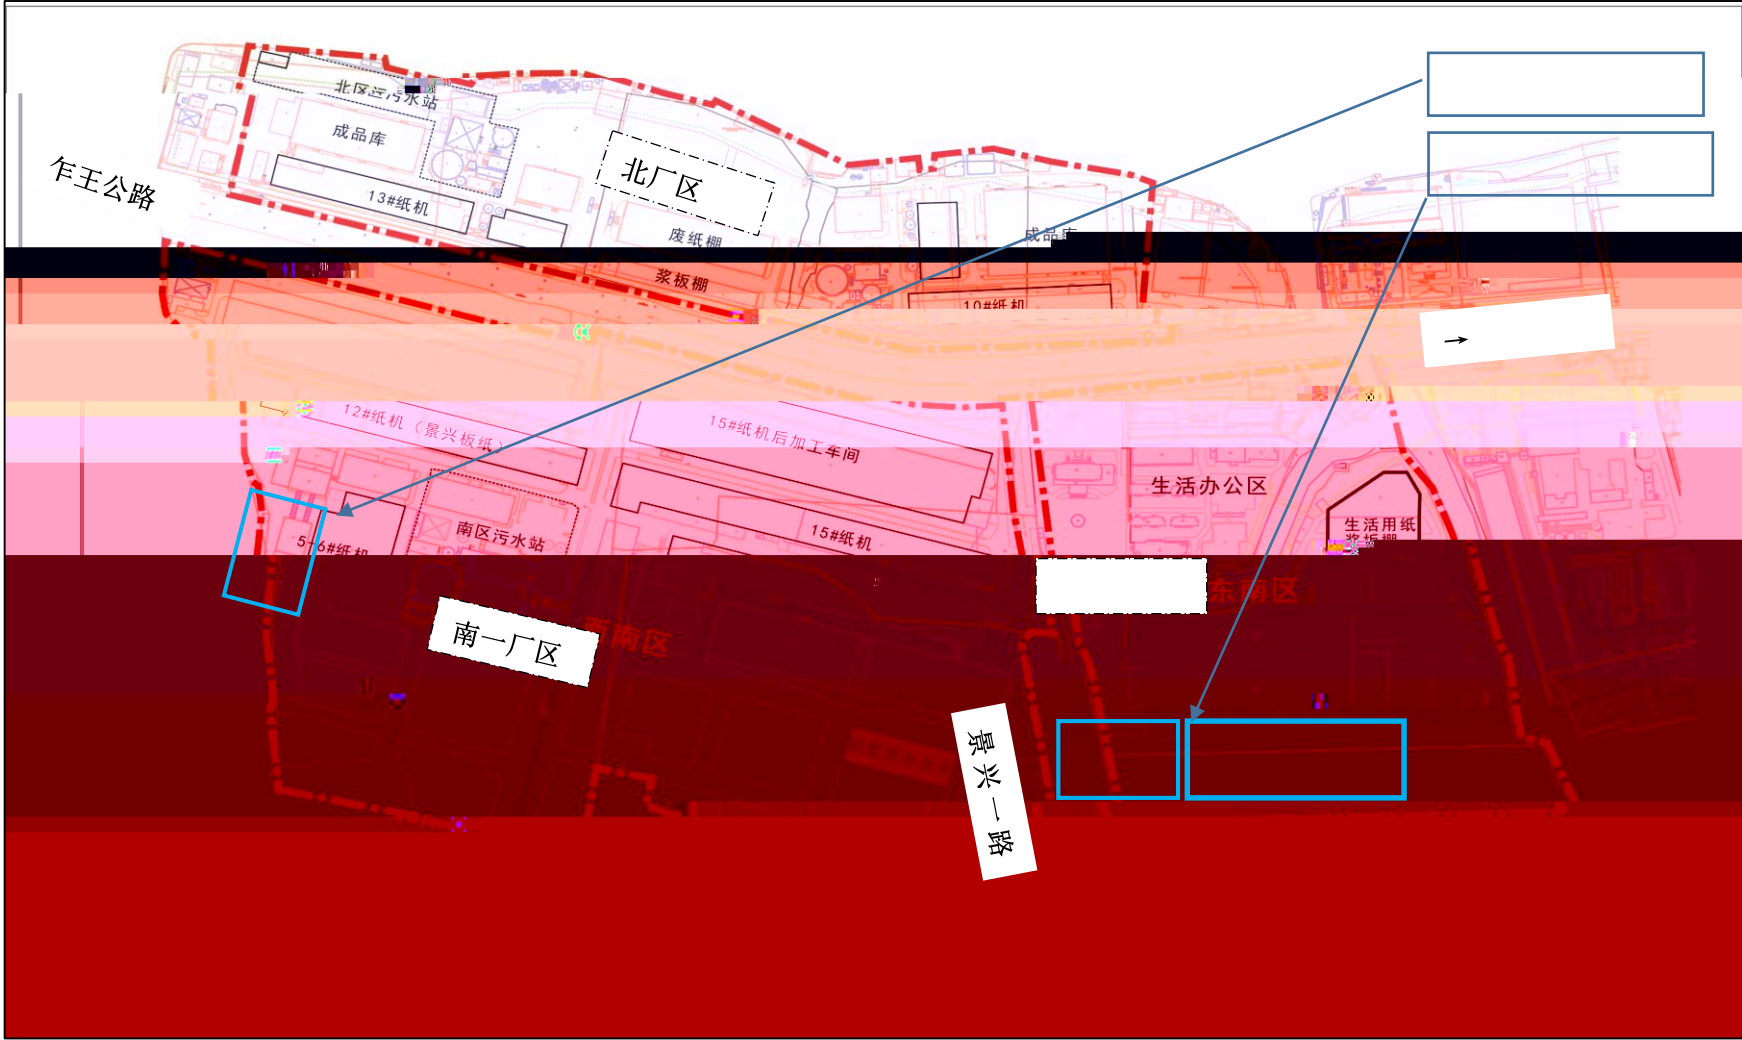 北区污水站
成品库
乍王公路
北厂区
13#纸机
废纸棚
成品库
浆板棚
10#纸机
→
12#纸机（景兴板纸）
15#纸机后加工车间
生活办公区
生活用纸
浆板棚
南区污水站
15#纸机
5-6#纸机
东南区
南一厂区
西南区
景兴一路